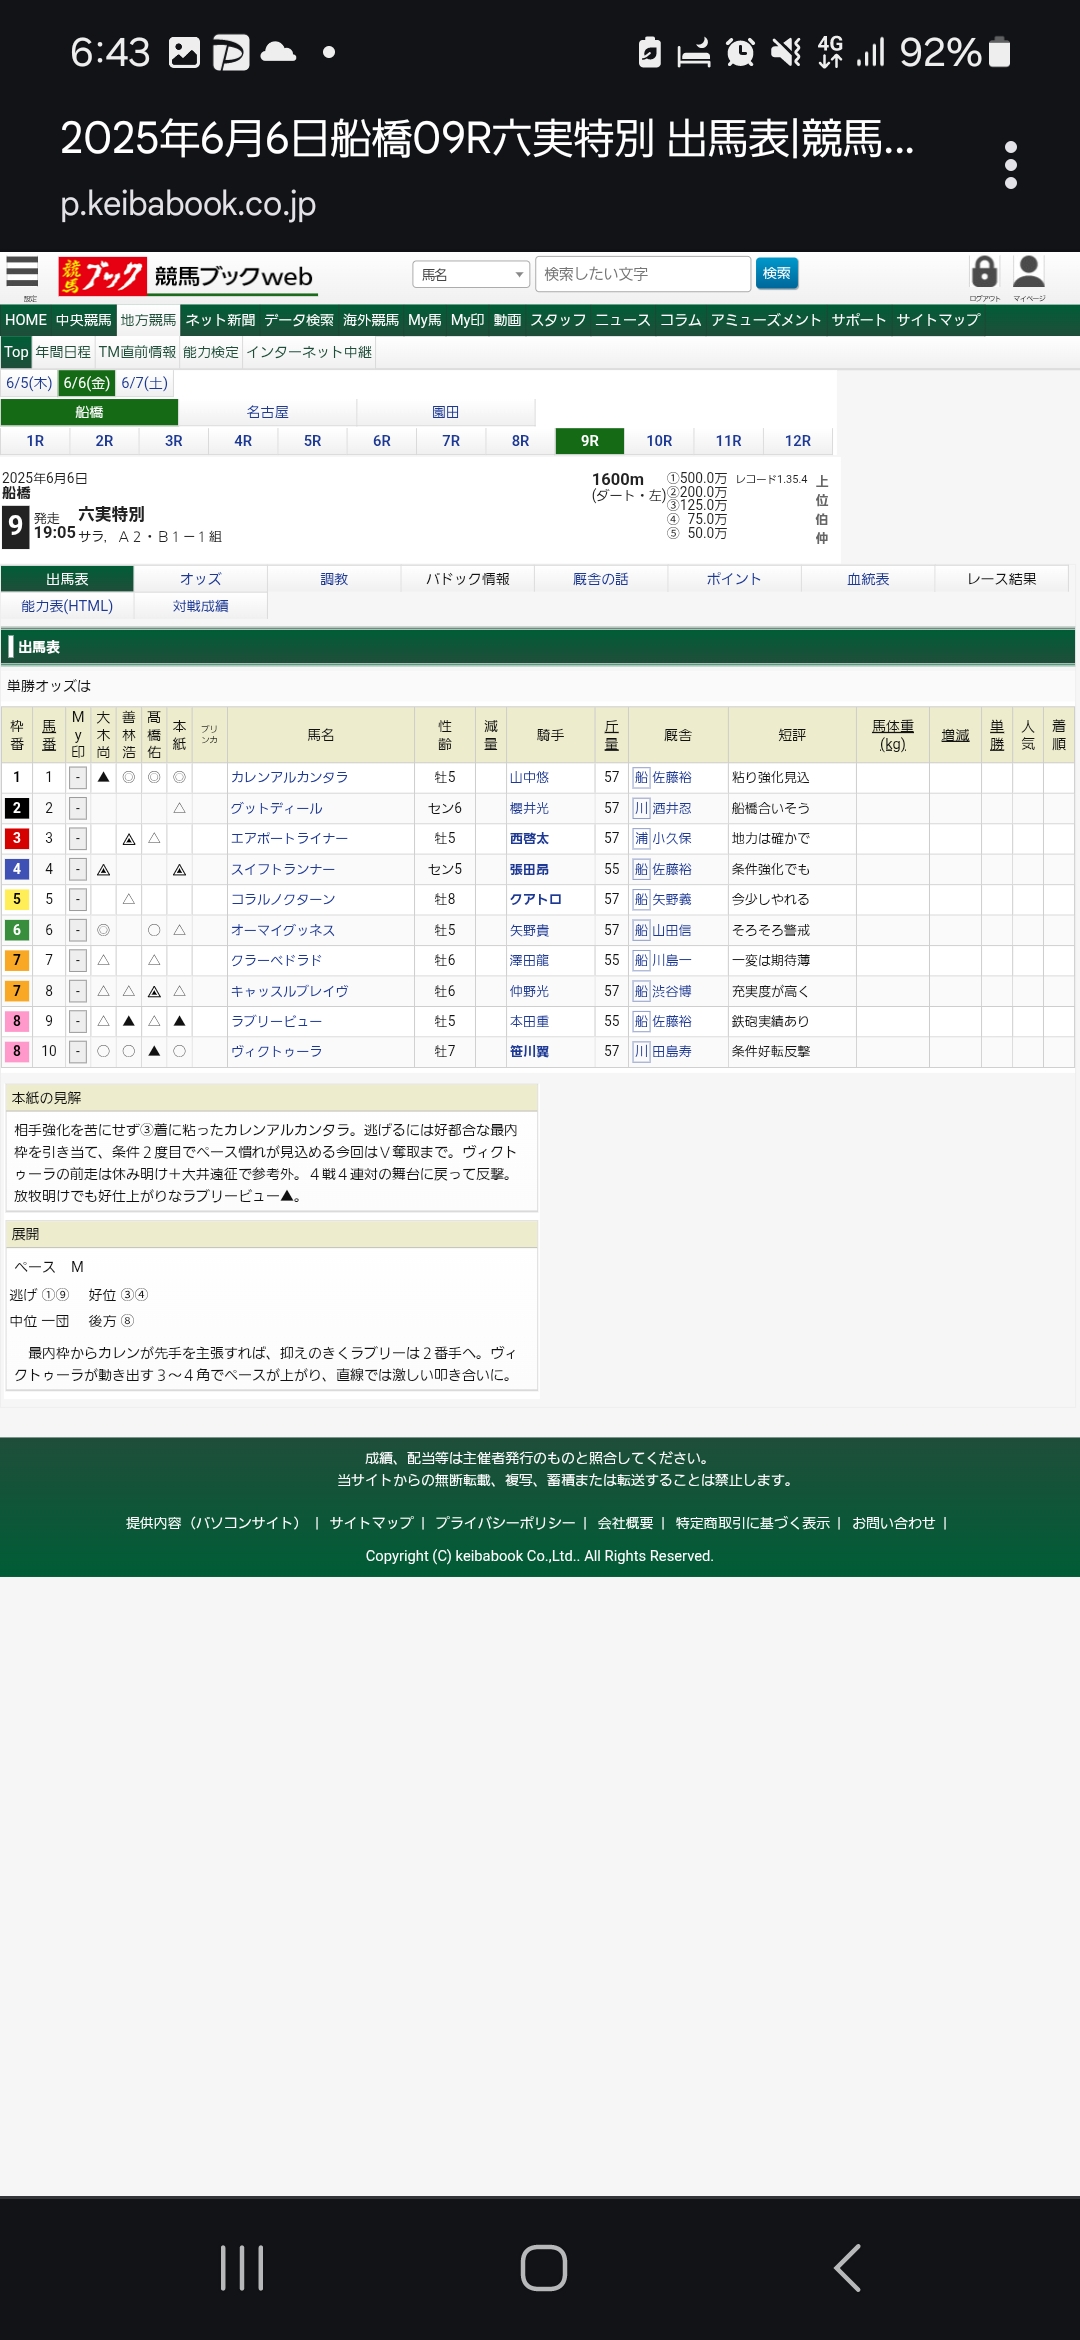 6:43 4G 92%
2025年6月6日船橋09R六実特別 出馬表|競馬...
p.keibabook.co.jp
設定 競馬ブック 競馬ブックweb 馬名 検索したい文字 検索 ログアウト マイページ
HOME 中央競馬 地方競馬 ネット新聞 データ検索 海外競馬 My馬 My印 動画 スタッフ ニュース コラム アミューズメント サポート サイトマップ
Top 年間日程 TM直前情報 能力検定 インターネット中継
6/5(木) 6/6(金) 6/7(土)
船橋 名古屋 園田
1R 2R 3R 4R 5R 6R 7R 8R 9R 10R 11R 12R
2025年6月6日
船橋
9 発走 19:05
六実特別
サラ，Ａ２・Ｂ１－１組
1600m
(ダート・左)
①500.0万
②200.0万
③125.0万
④ 75.0万
⑤ 50.0万
レコード1.35.4
上位伯仲
出馬表 オッズ 調教 パドック情報 厩舎の話 ポイント 血統表 レース結果
能力表(HTML) 対戦成績
出馬表
単勝オッズは
枠番 馬番 My印 大木尚 善林浩 髙橋佑 本紙 ブリンカ 馬名 性齢 減量 騎手 斤量 厩舎 短評 馬体重(kg) 増減 単勝 人気 着順
1 1 - ▲ ◎ ◎ ◎ カレンアルカンタラ 牡5 山中悠 57 船 佐藤裕 粘り強化見込
2 2 - △ グットディール セン6 櫻井光 57 川 酒井忍 船橋合いそう
3 3 - △ エアポートライナー 牡5 西啓太 57 浦 小久保 地力は確かで
4 4 - スイフトランナー セン5 張田昂 55 船 佐藤裕 条件強化でも
5 5 - △ コラルノクターン 牡8 クアトロ 57 船 矢野義 今少しやれる
6 6 - ◎ ○ △ オーマイグッネス 牡5 矢野貴 57 船 山田信 そろそろ警戒
7 7 - △ △ クラーベドラド 牡6 澤田龍 55 船 川島一 一変は期待薄
7 8 - △ △ △ キャッスルブレイヴ 牡6 仲野光 57 船 渋谷博 充実度が高く
8 9 - △ ▲ △ ▲ ラブリービュー 牡5 本田重 55 船 佐藤裕 鉄砲実績あり
8 10 - ○ ○ ▲ ○ ヴィクトゥーラ 牡7 笹川翼 57 川 田島寿 条件好転反撃
本紙の見解
相手強化を苦にせず③着に粘ったカレンアルカンタラ。逃げるには好都合な最内
枠を引き当て、条件２度目でペース慣れが見込める今回はＶ奪取まで。ヴィクト
ゥーラの前走は休み明け＋大井遠征で参考外。４戦４連対の舞台に戻って反撃。
放牧明けでも好仕上がりなラブリービュー▲。
展開
ペース M
逃げ ①⑨ 好位 ③④
中位 一団 後方 ⑧
最内枠からカレンが先手を主張すれば、抑えのきくラブリーは２番手へ。ヴィ
クトゥーラが動き出す３～４角でペースが上がり、直線では激しい叩き合いに。
成績、配当等は主催者発行のものと照合してください。
当サイトからの無断転載、複写、蓄積または転送することは禁止します。
提供内容（パソコンサイト） | サイトマップ | プライバシーポリシー | 会社概要 | 特定商取引に基づく表示 | お問い合わせ |
Copyright (C) keibabook Co.,Ltd.. All Rights Reserved.